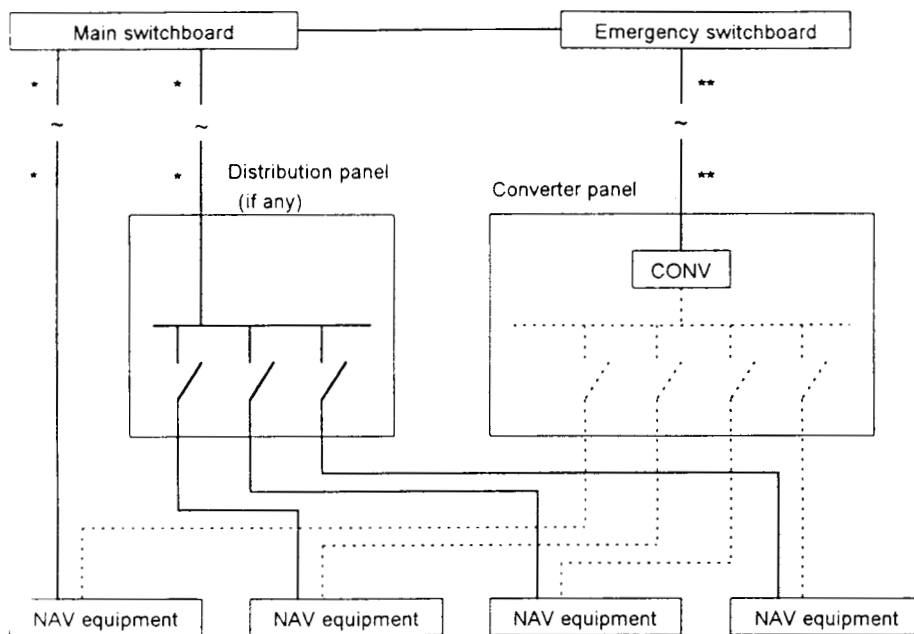 Main switchboard
Emergency switchboard
* * **
~ ~ ~
* * **
Distribution panel
(if any)
Converter panel
CONV
NAV equipment
NAV equipment
NAV equipment
NAV equipment